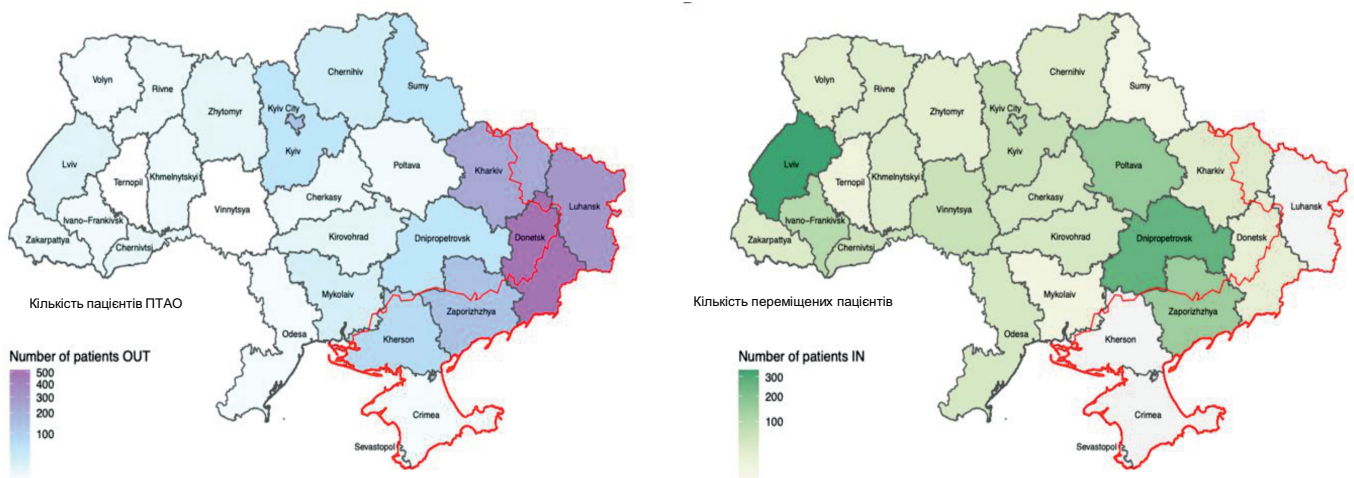 Volyn
Rivne
Zhytomyr
Chernihiv
Sumy
Kyiv City
Kyiv
Lviv
Ternopil
Khmelnytskyi
Vinnytsya
Cherkasy
Poltava
Kharkiv
Luhansk
Ivano-Frankivsk
Zakarpattya
Chernivtsi
Kirovohrad
Dnipropetrovsk
Donetsk
Mykolaiv
Zaporizhzhya
Odesa
Kherson
Crimea
Sevastopol
Кількість пацієнтів ПТАО
Number of patients OUT
500
400
300
200
100
Volyn
Rivne
Zhytomyr
Chernihiv
Sumy
Kyiv City
Kyiv
Lviv
Ternopil
Khmelnytskyi
Vinnytsya
Cherkasy
Poltava
Kharkiv
Luhansk
Ivano-Frankivsk
Zakarpattya
Chernivtsi
Kirovohrad
Dnipropetrovsk
Donetsk
Mykolaiv
Zaporizhzhya
Odesa
Kherson
Crimea
Sevastopol
Кількість переміщених пацієнтів
Number of patients IN
300
200
100